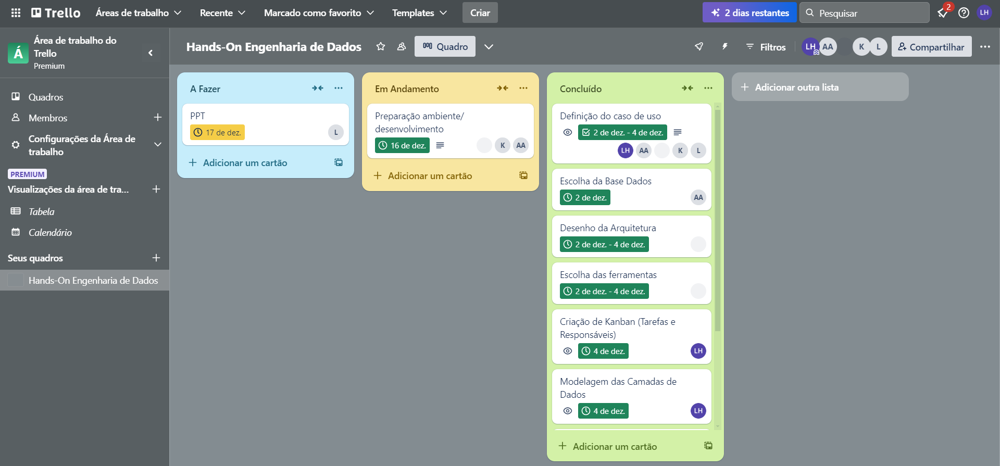 Trello
Áreas de trabalho
Recente
Marcado como favorito
Templates
Criar
2 dias restantes
Pesquisar
2
LH
Á
Área de trabalho do
Trello
Premium
Quadros
Membros
Configurações da Área de
trabalho
PREMIUM
Visualizações da área de tra...
Tabela
Calendário
Seus quadros
Hands-On Engenharia de Dados
Hands-On Engenharia de Dados
Quadro
Filtros
LH
AA
K
L
Compartilhar
A Fazer
PPT
17 de dez.
L
Adicionar um cartão
Em Andamento
Preparação ambiente/
desenvolvimento
16 de dez.
K
AA
Adicionar um cartão
Concluído
Definição do caso de uso
2 de dez. - 4 de dez.
LH
AA
K
L
Escolha da Base Dados
2 de dez.
AA
Desenho da Arquitetura
2 de dez. - 4 de dez.
Escolha das ferramentas
2 de dez. - 4 de dez.
Criação de Kanban (Tarefas e
Responsáveis)
4 de dez.
LH
Modelagem das Camadas de
Dados
4 de dez.
LH
Adicionar um cartão
Adicionar outra lista